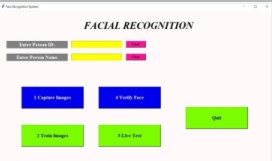 Face Recognition System
FACIAL RECOGNITION
Enter Person ID:
Enter Person Name
1 Capture Images
4 Verify Face
Quit
2 Train Images
3 Live Test